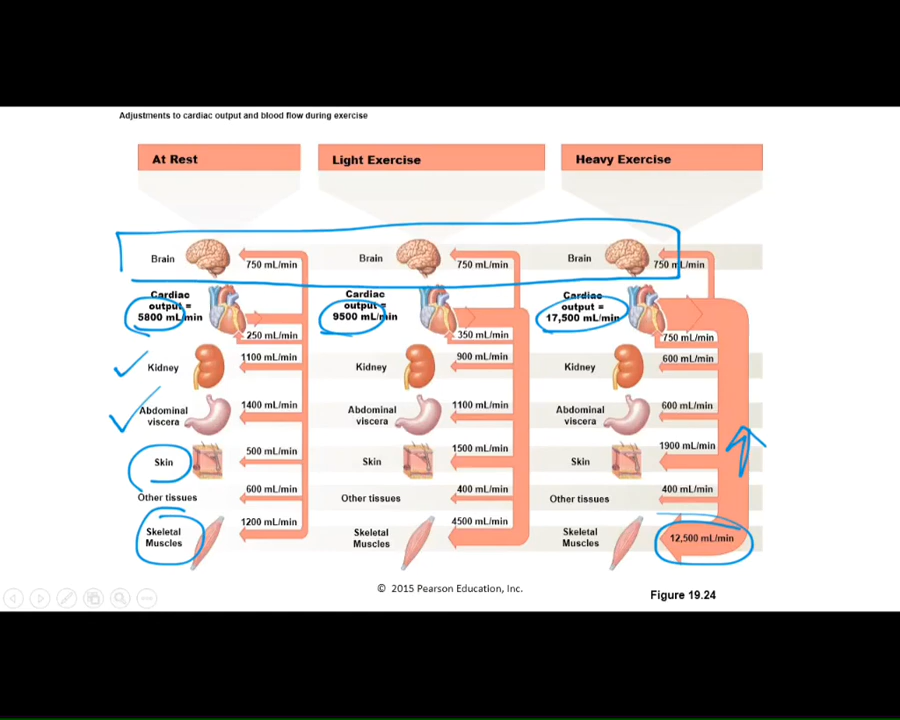 Adjustments to cardiac output and blood flow during exercise
At Rest
Light Exercise
Heavy Exercise
Brain
750 mL/min
Brain
750 mL/min
Brain
750 mL/min
Cardiac
output =
5800 mL/min
250 mL/min
Cardiac
output =
9500 mL/min
350 mL/min
Cardiac
output =
17,500 mL/min
750 mL/min
Kidney
1100 mL/min
Kidney
900 mL/min
Kidney
600 mL/min
Abdominal
viscera
1400 mL/min
Abdominal
viscera
1100 mL/min
Abdominal
viscera
600 mL/min
Skin
500 mL/min
Skin
1500 mL/min
Skin
1900 mL/min
Other tissues
600 mL/min
Other tissues
400 mL/min
Other tissues
400 mL/min
Skeletal
Muscles
1200 mL/min
Skeletal
Muscles
4500 mL/min
Skeletal
Muscles
12,500 mL/min
© 2015 Pearson Education, Inc.
Figure 19.24